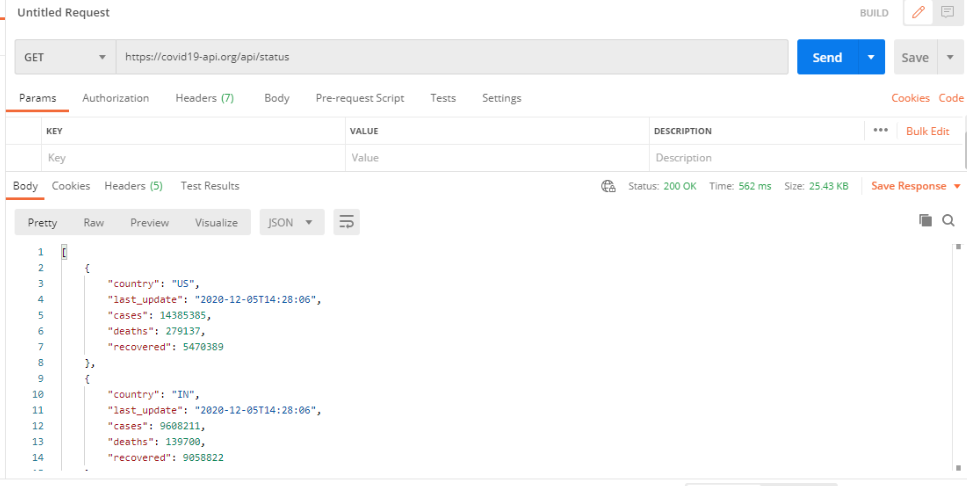 Untitled Request BUILD
GET https://covid19-api.org/api/status Send Save
Params Authorization Headers (7) Body Pre-request Script Tests Settings Cookies Code
KEY VALUE DESCRIPTION ••• Bulk Edit
Key Value Description
Body Cookies Headers (5) Test Results Status: 200 OK Time: 562 ms Size: 25.43 KB Save Response
Pretty Raw Preview Visualize JSON
1 [
2 {
3 "country": "US",
4 "last_update": "2020-12-05T14:28:06",
5 "cases": 14385385,
6 "deaths": 279137,
7 "recovered": 5470389
8 },
9 {
10 "country": "IN",
11 "last_update": "2020-12-05T14:28:06",
12 "cases": 9608211,
13 "deaths": 139700,
14 "recovered": 9058822